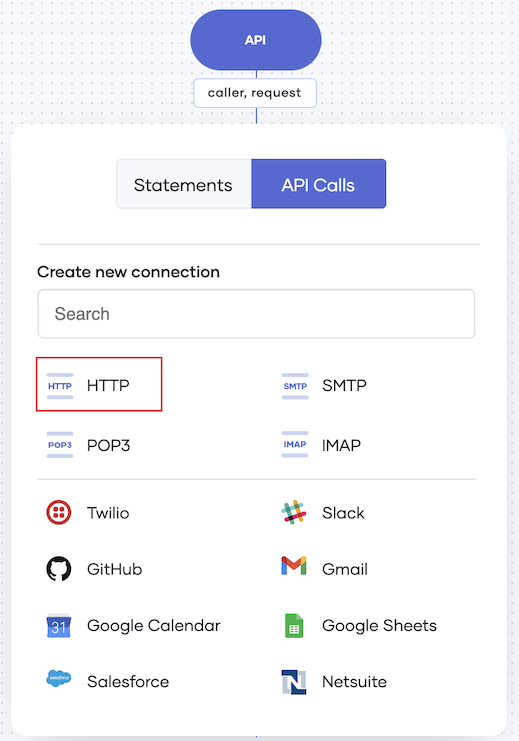 API
caller, request
Statements API Calls
Create new connection
Search
HTTP HTTP SMTP SMTP
POP3 POP3 IMAP IMAP
Twilio Slack
GitHub Gmail
31 Google Calendar Google Sheets
salesforce Salesforce N Netsuite